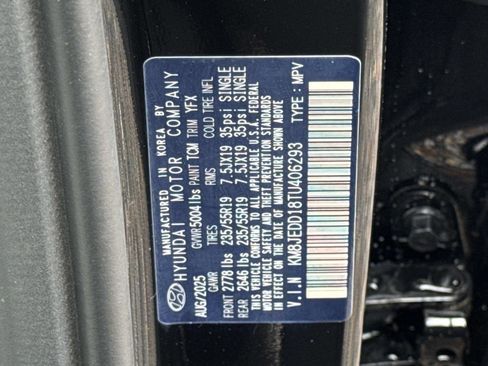 MANUFACTURED IN KOREA BY
HYUNDAI MOTOR COMPANY
AUG/2025 GVWR 5004 lbs PAINT TCM TRIM YFX
TIRES RIMS COLD TIRE INFL.
FRONT 2778 lbs 235/55R19 7.5JX19 35psi SINGLE
REAR 2646 lbs 235/55R19 7.5JX19 35psi SINGLE
THIS VEHICLE CONFORMS TO ALL APPLICABLE U.S. FEDERAL
MOTOR VEHICLE SAFETY AND THEFT PREVENTION STANDARDS
IN EFFECT ON THE DATE OF MANUFACTURE SHOWN ABOVE.
V.I.N KM8JEDD18TU406293 TYPE: MPV